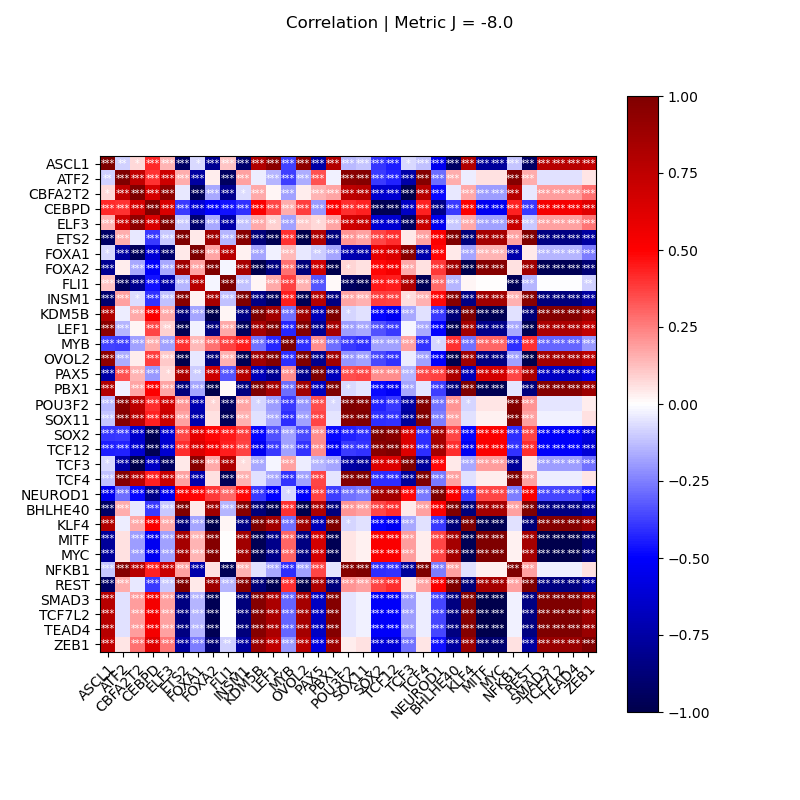 Correlation | Metric J = -8.0
ASCL1
ATF2
CBFA2T2
CEBPD
ELF3
ETS2
FOXA1
FOXA2
FLI1
INSM1
KDM5B
LEF1
MYB
OVOL2
PAX5
PBX1
POU3F2
SOX11
SOX2
TCF12
TCF3
TCF4
NEUROD1
BHLHE40
KLF4
MITF
MYC
NFKB1
REST
SMAD3
TCF7L2
TEAD4
ZEB1
ASCL1
ATF2
CBFA2T2
CEBPD
ELF3
ETS2
FOXA1
FOXA2
FLI1
INSM1
KDM5B
LEF1
MYB
OVOL2
PAX5
PBX1
POU3F2
SOX11
SOX2
TCF12
TCF3
TCF4
NEUROD1
BHLHE40
KLF4
MITF
MYC
NFKB1
REST
SMAD3
TCF7L2
TEAD4
ZEB1
1.00
0.75
0.50
0.25
0.00
−0.25
−0.50
−0.75
−1.00